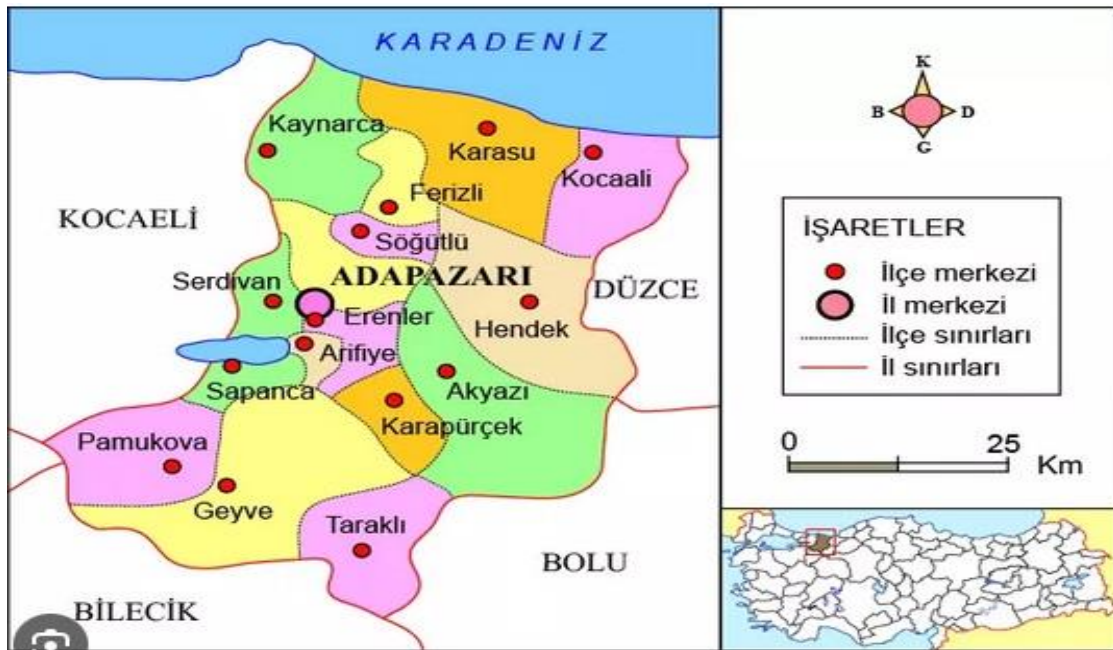 KARADENİZ
Kaynarca
Karasu
Kocaali
Ferizli
KOCAELİ
Söğütlü
ADAPAZARI
Serdivan
Erenler
Hendek
DÜZCE
Arifiye
Sapanca
Akyazı
Karapürçek
Pamukova
Geyve
Taraklı
BOLU
BİLECİK
K
B D
G
İŞARETLER
İlçe merkezi
İl merkezi
İlçe sınırları
İl sınırları
0 25
Km